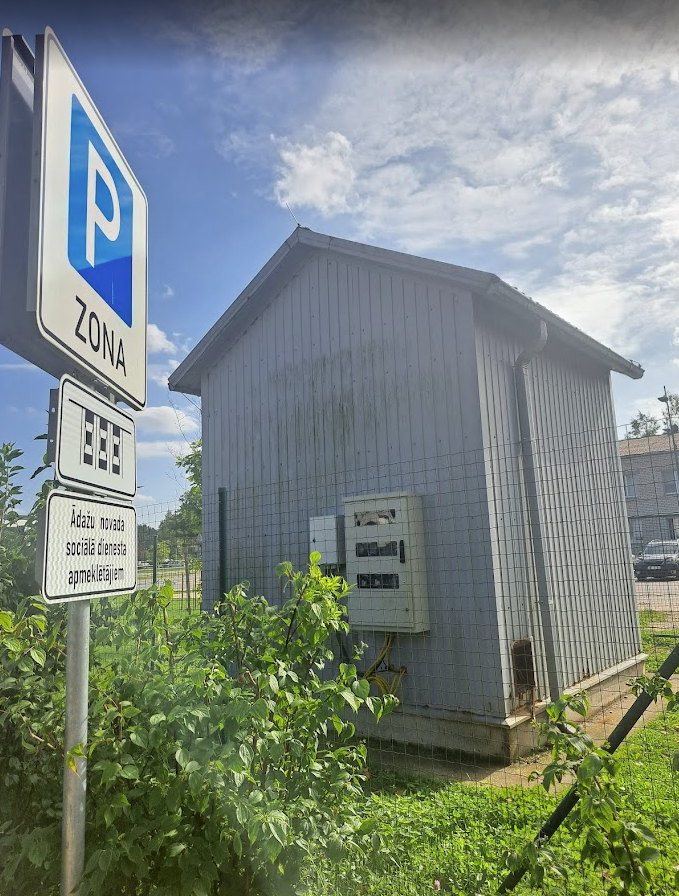 P
ZONA
Ādažu novada
sociālā dienesta
apmeklētājiem